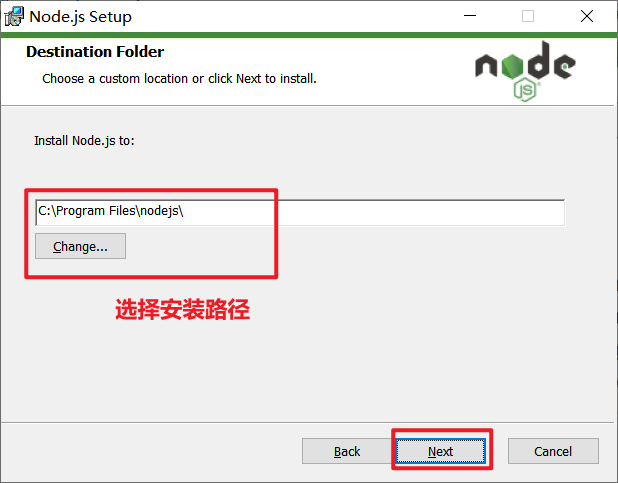 Node.js Setup
Destination Folder
Choose a custom location or click Next to install.
node
JS
Install Node.js to:
C:\Program Files\nodejs\
Change...
选择安装路径
Back
Next
Cancel